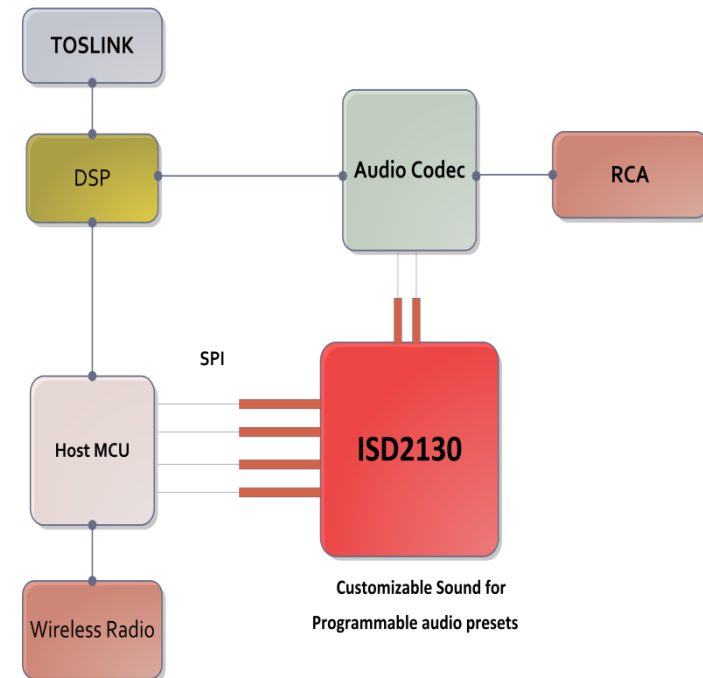 TOSLINK
DSP
Audio Codec
RCA
SPI
Host MCU
ISD2130
Customizable Sound for
Programmable audio presets
Wireless Radio